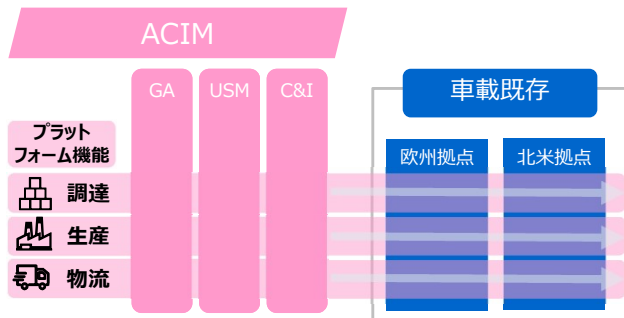 ACIM
GA
USM
C&I
車載既存
プラット
フォーム機能
欧州拠点
北米拠点
調達
生産
物流